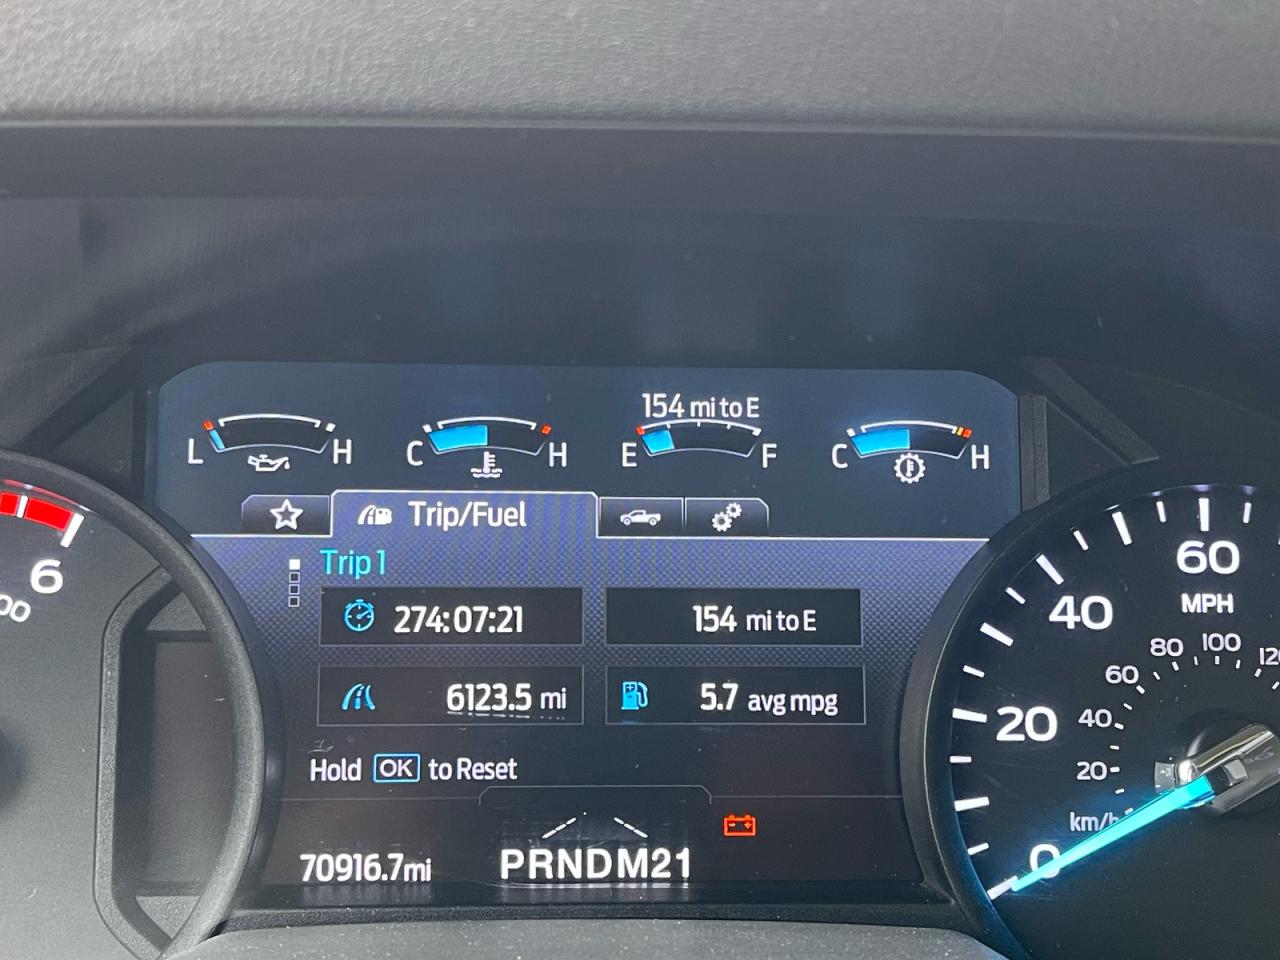 154 mi to E
L H C H E F C H
Trip/Fuel
Trip 1
274:07:21 154 mi to E
6123.5 mi 5.7 avg mpg
Hold OK to Reset
70916.7mi PRNDM21
6
60
MPH
40
20
0
120
100
80
60
40
20
km/h